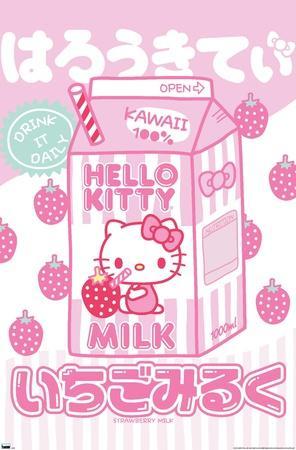 はろうきてぃ
OPEN
KAWAII
100%
DRINK
IT
DAILY
HELLO
KITTY
MILK
1000ml
いちごみるく
STRAWBERRY MILK